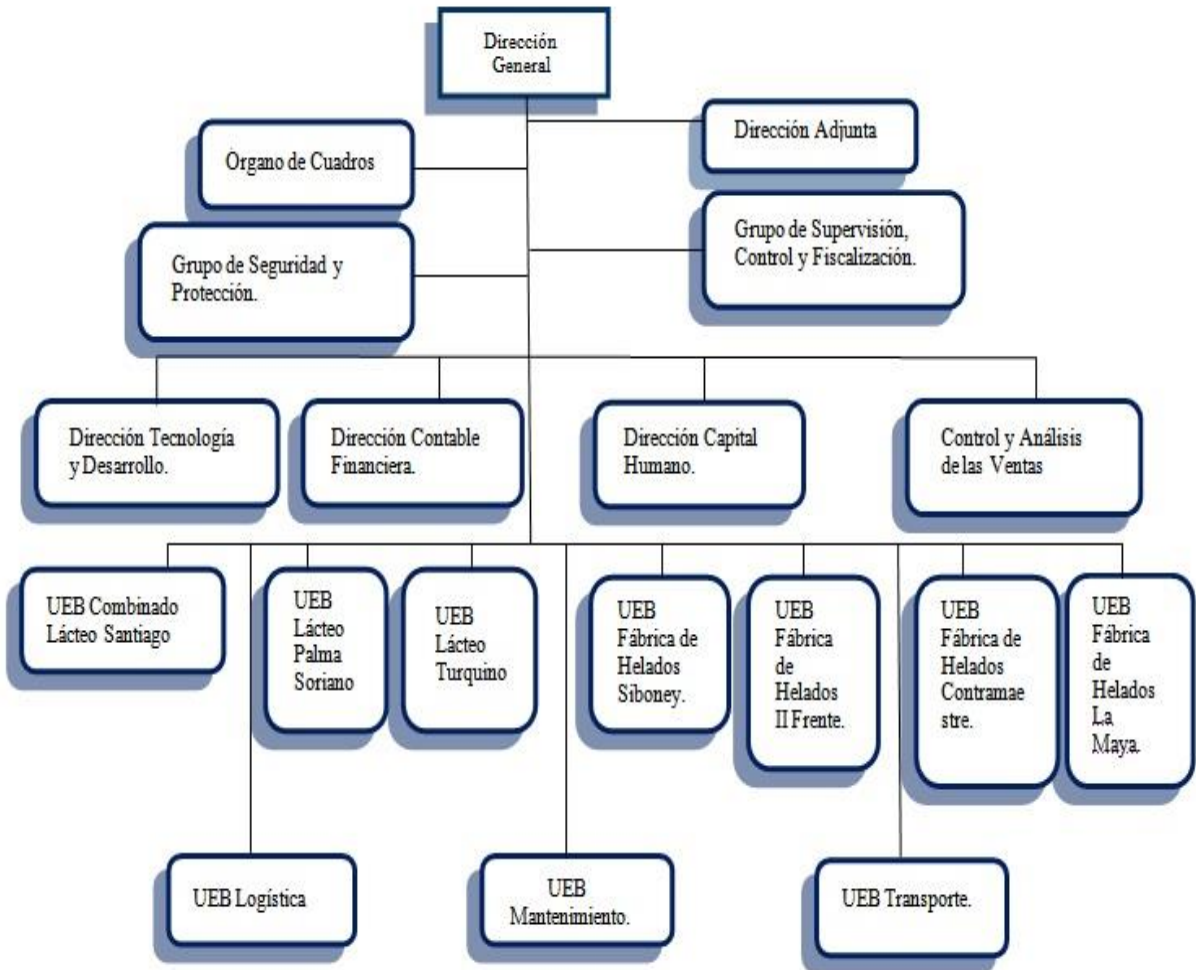 Dirección
General
Dirección Adjunta
Órgano de Cuadros
Grupo de Supervisión,
Control y Fiscalización.
Grupo de Seguridad y
Protección.
Dirección Tecnología
y Desarrollo.
Dirección Contable
Financiera.
Dirección Capital
Humano.
Control y Análisis
de las Ventas
UEB Combinado
Lácteo Santiago
UEB
Lácteo
Palma
Soriano
UEB
Lácteo
Turquino
UEB
Fábrica de
Helados
Siboney.
UEB
Fábrica
de
Helados
II Frente.
UEB
Fábrica de
Helados
Contramae
stre.
UEB
Fábrica
de
Helados
La
Maya.
UEB Logística
UEB
Mantenimiento.
UEB Transporte.